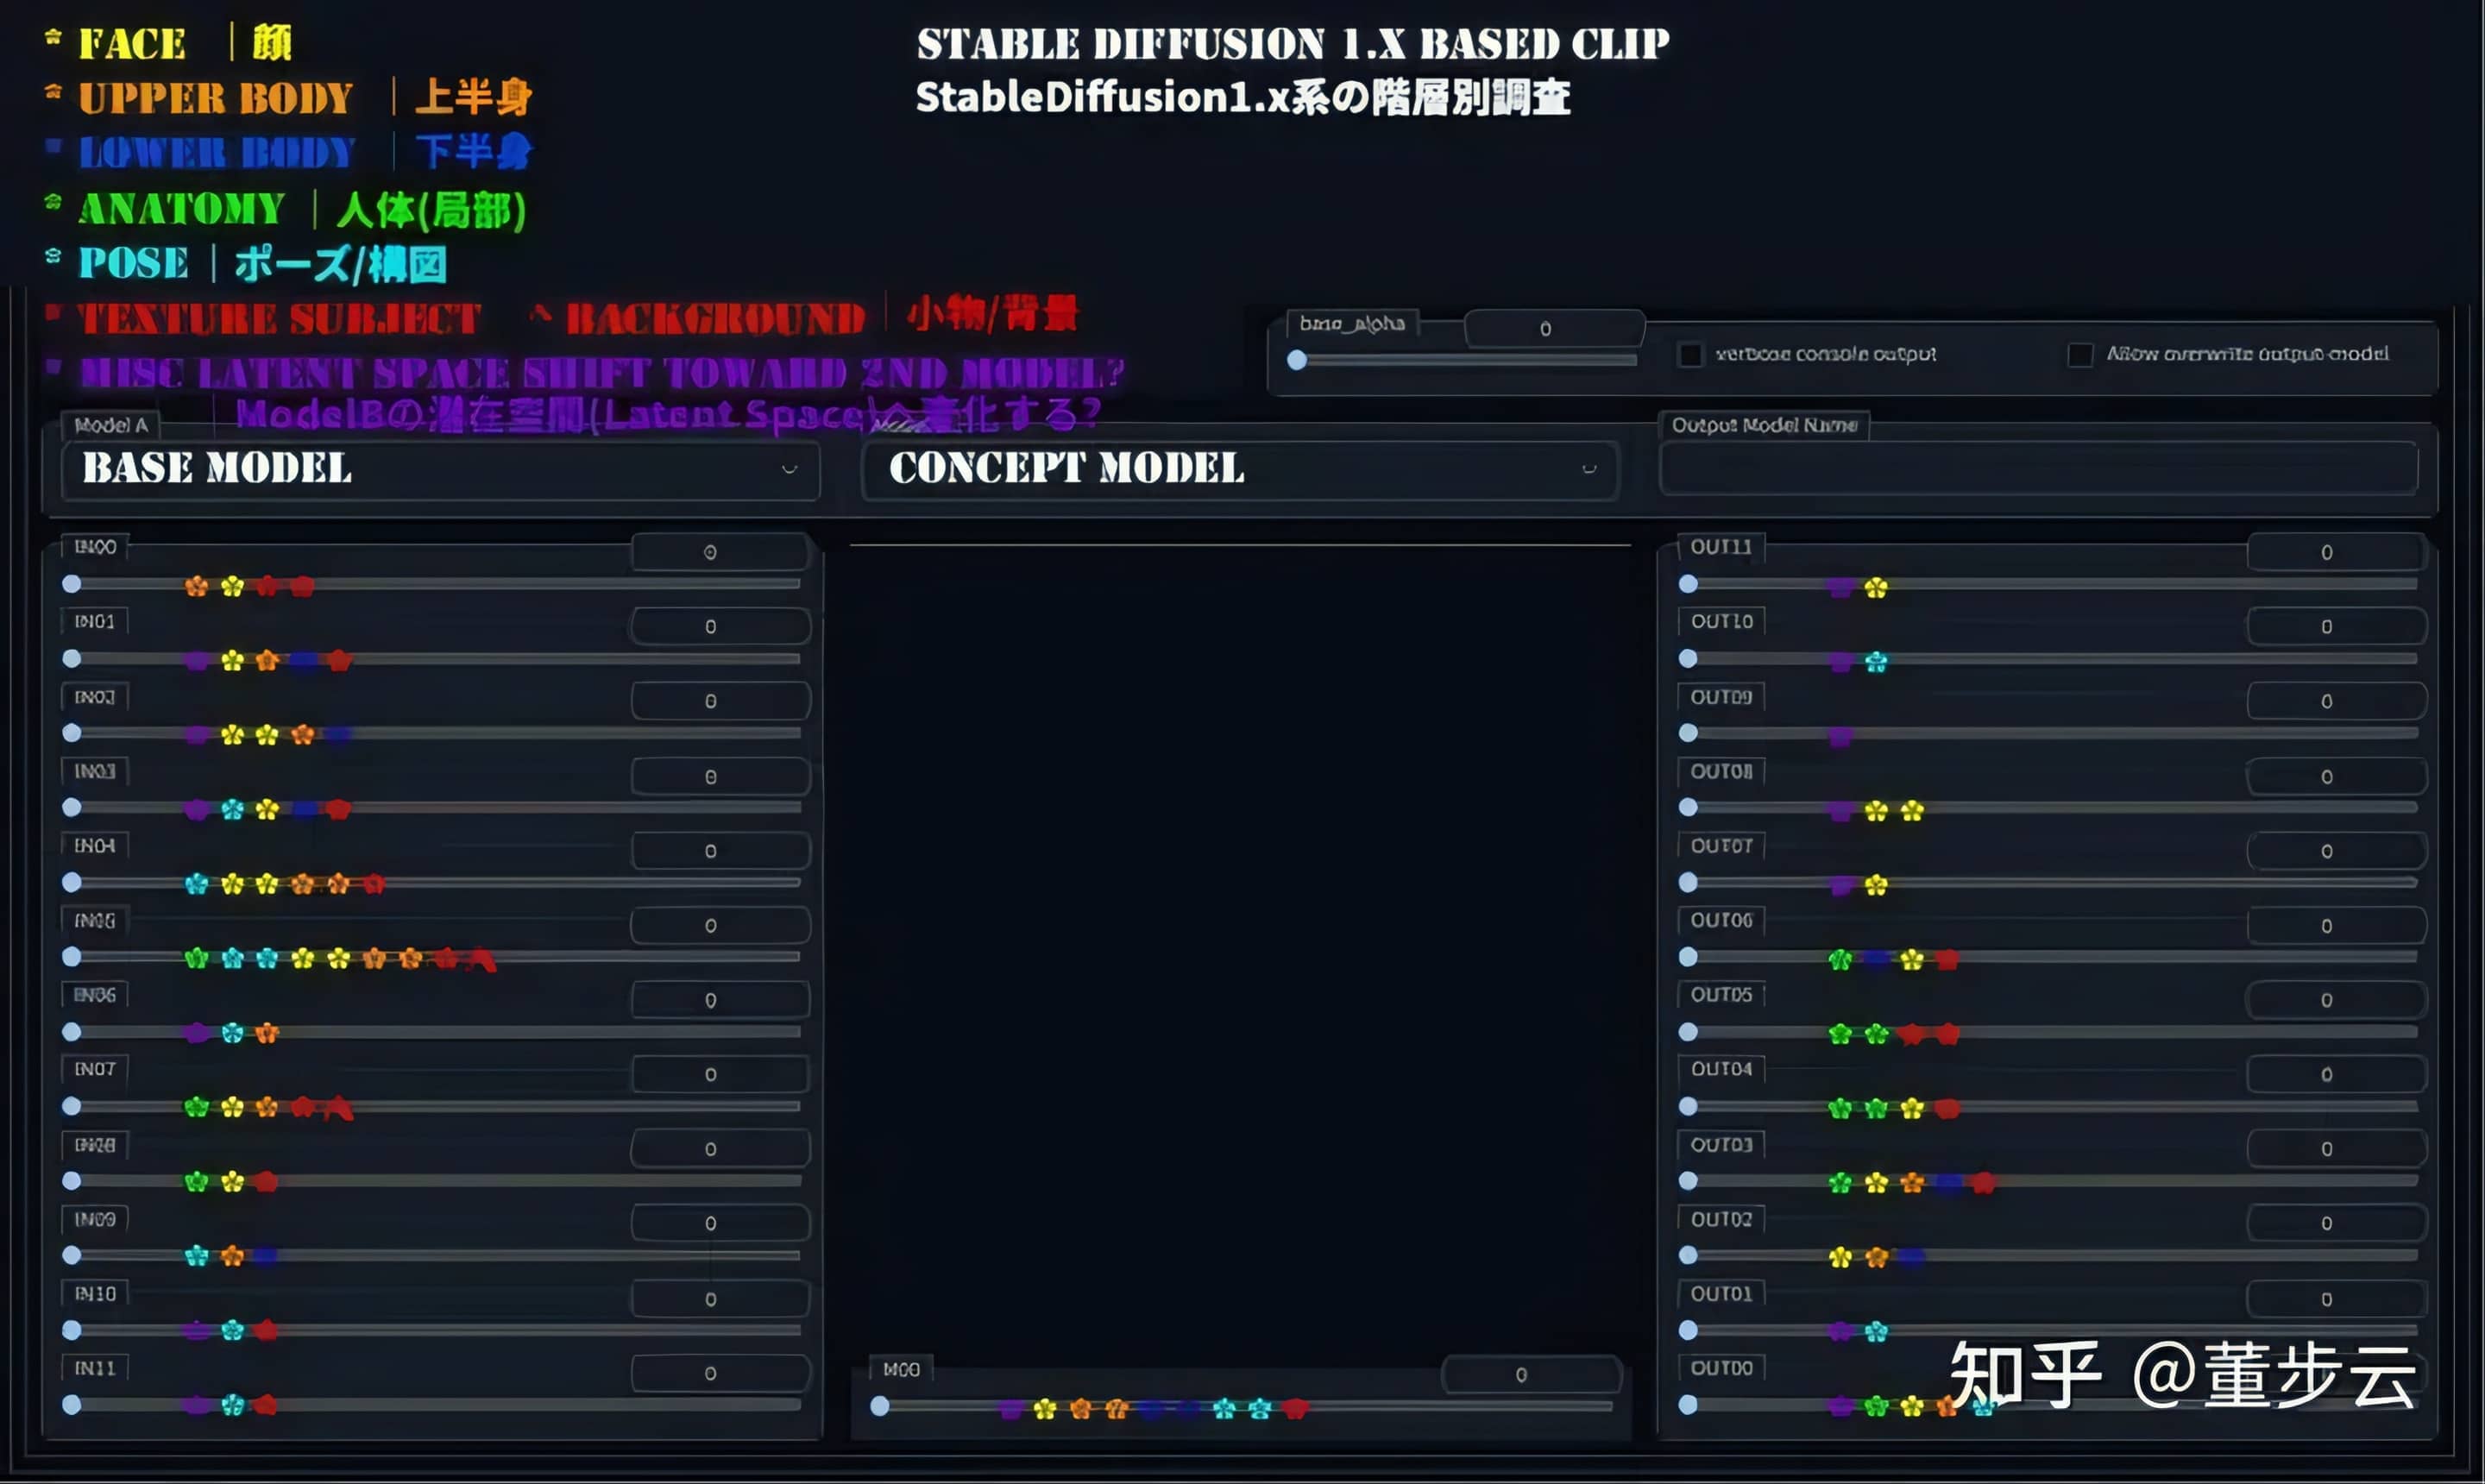 FACE | 顔
UPPER BODY | 上半身
LOWER BODY | 下半身
ANATOMY | 人体(局部)
POSE | ポーズ/構図
TEXTURE SUBJECT BACKGROUND | 小物/背景
MISC LATENT SPACE SHIFT TOWARD 2ND MODEL?
ModelBの潜在空間(Latent Space)へ変化する?
STABLE DIFFUSION 1.X BASED CLIP
StableDiffusion1.x系の階層別調査
base_alpha 0
verbose console output
Allow overwrite output-model
Model A
BASE MODEL
CONCEPT MODEL
Output Model Name
IN00 0
IN01 0
IN02 0
IN03 0
IN04 0
IN05 0
IN06 0
IN07 0
IN08 0
IN09 0
IN10 0
IN11 0
M00 0
OUT11 0
OUT10 0
OUT09 0
OUT08 0
OUT07 0
OUT06 0
OUT05 0
OUT04 0
OUT03 0
OUT02 0
OUT01 0
OUT00
知乎 @董步云